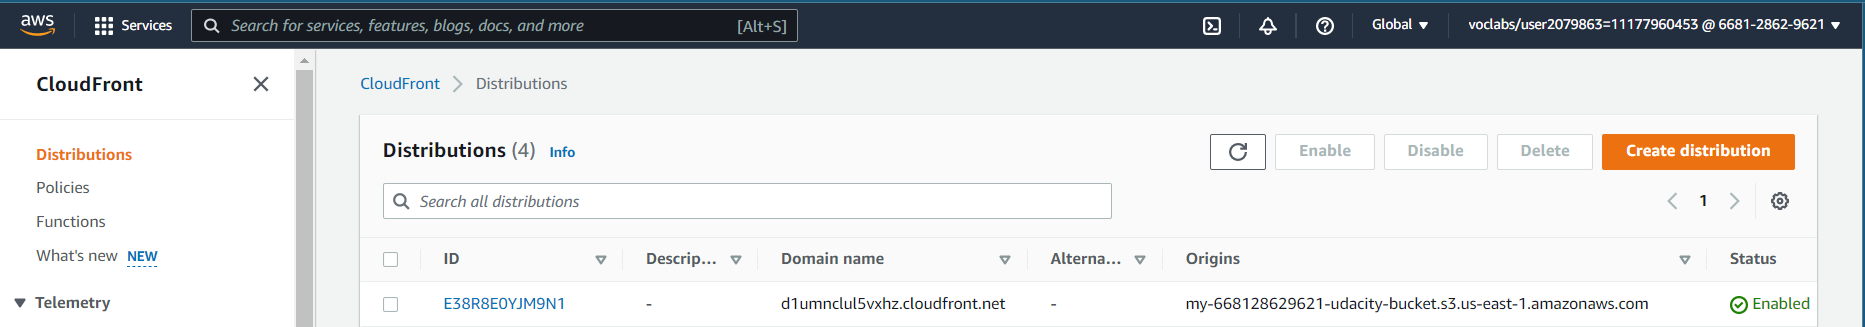 aws Services Search for services, features, blogs, docs, and more [Alt+S] Global voclabs/user2079863=11177960453 @ 6681-2862-9621
CloudFront
CloudFront Distributions
Distributions
Policies
Functions
What's new NEW
Telemetry
Distributions (4) Info Enable Disable Delete Create distribution
Search all distributions 1
ID Descrip... Domain name Alterna... Origins Status
E38R8E0YJM9N1 - d1umnclul5vxhz.cloudfront.net - my-668128629621-udacity-bucket.s3.us-east-1.amazonaws.com Enabled